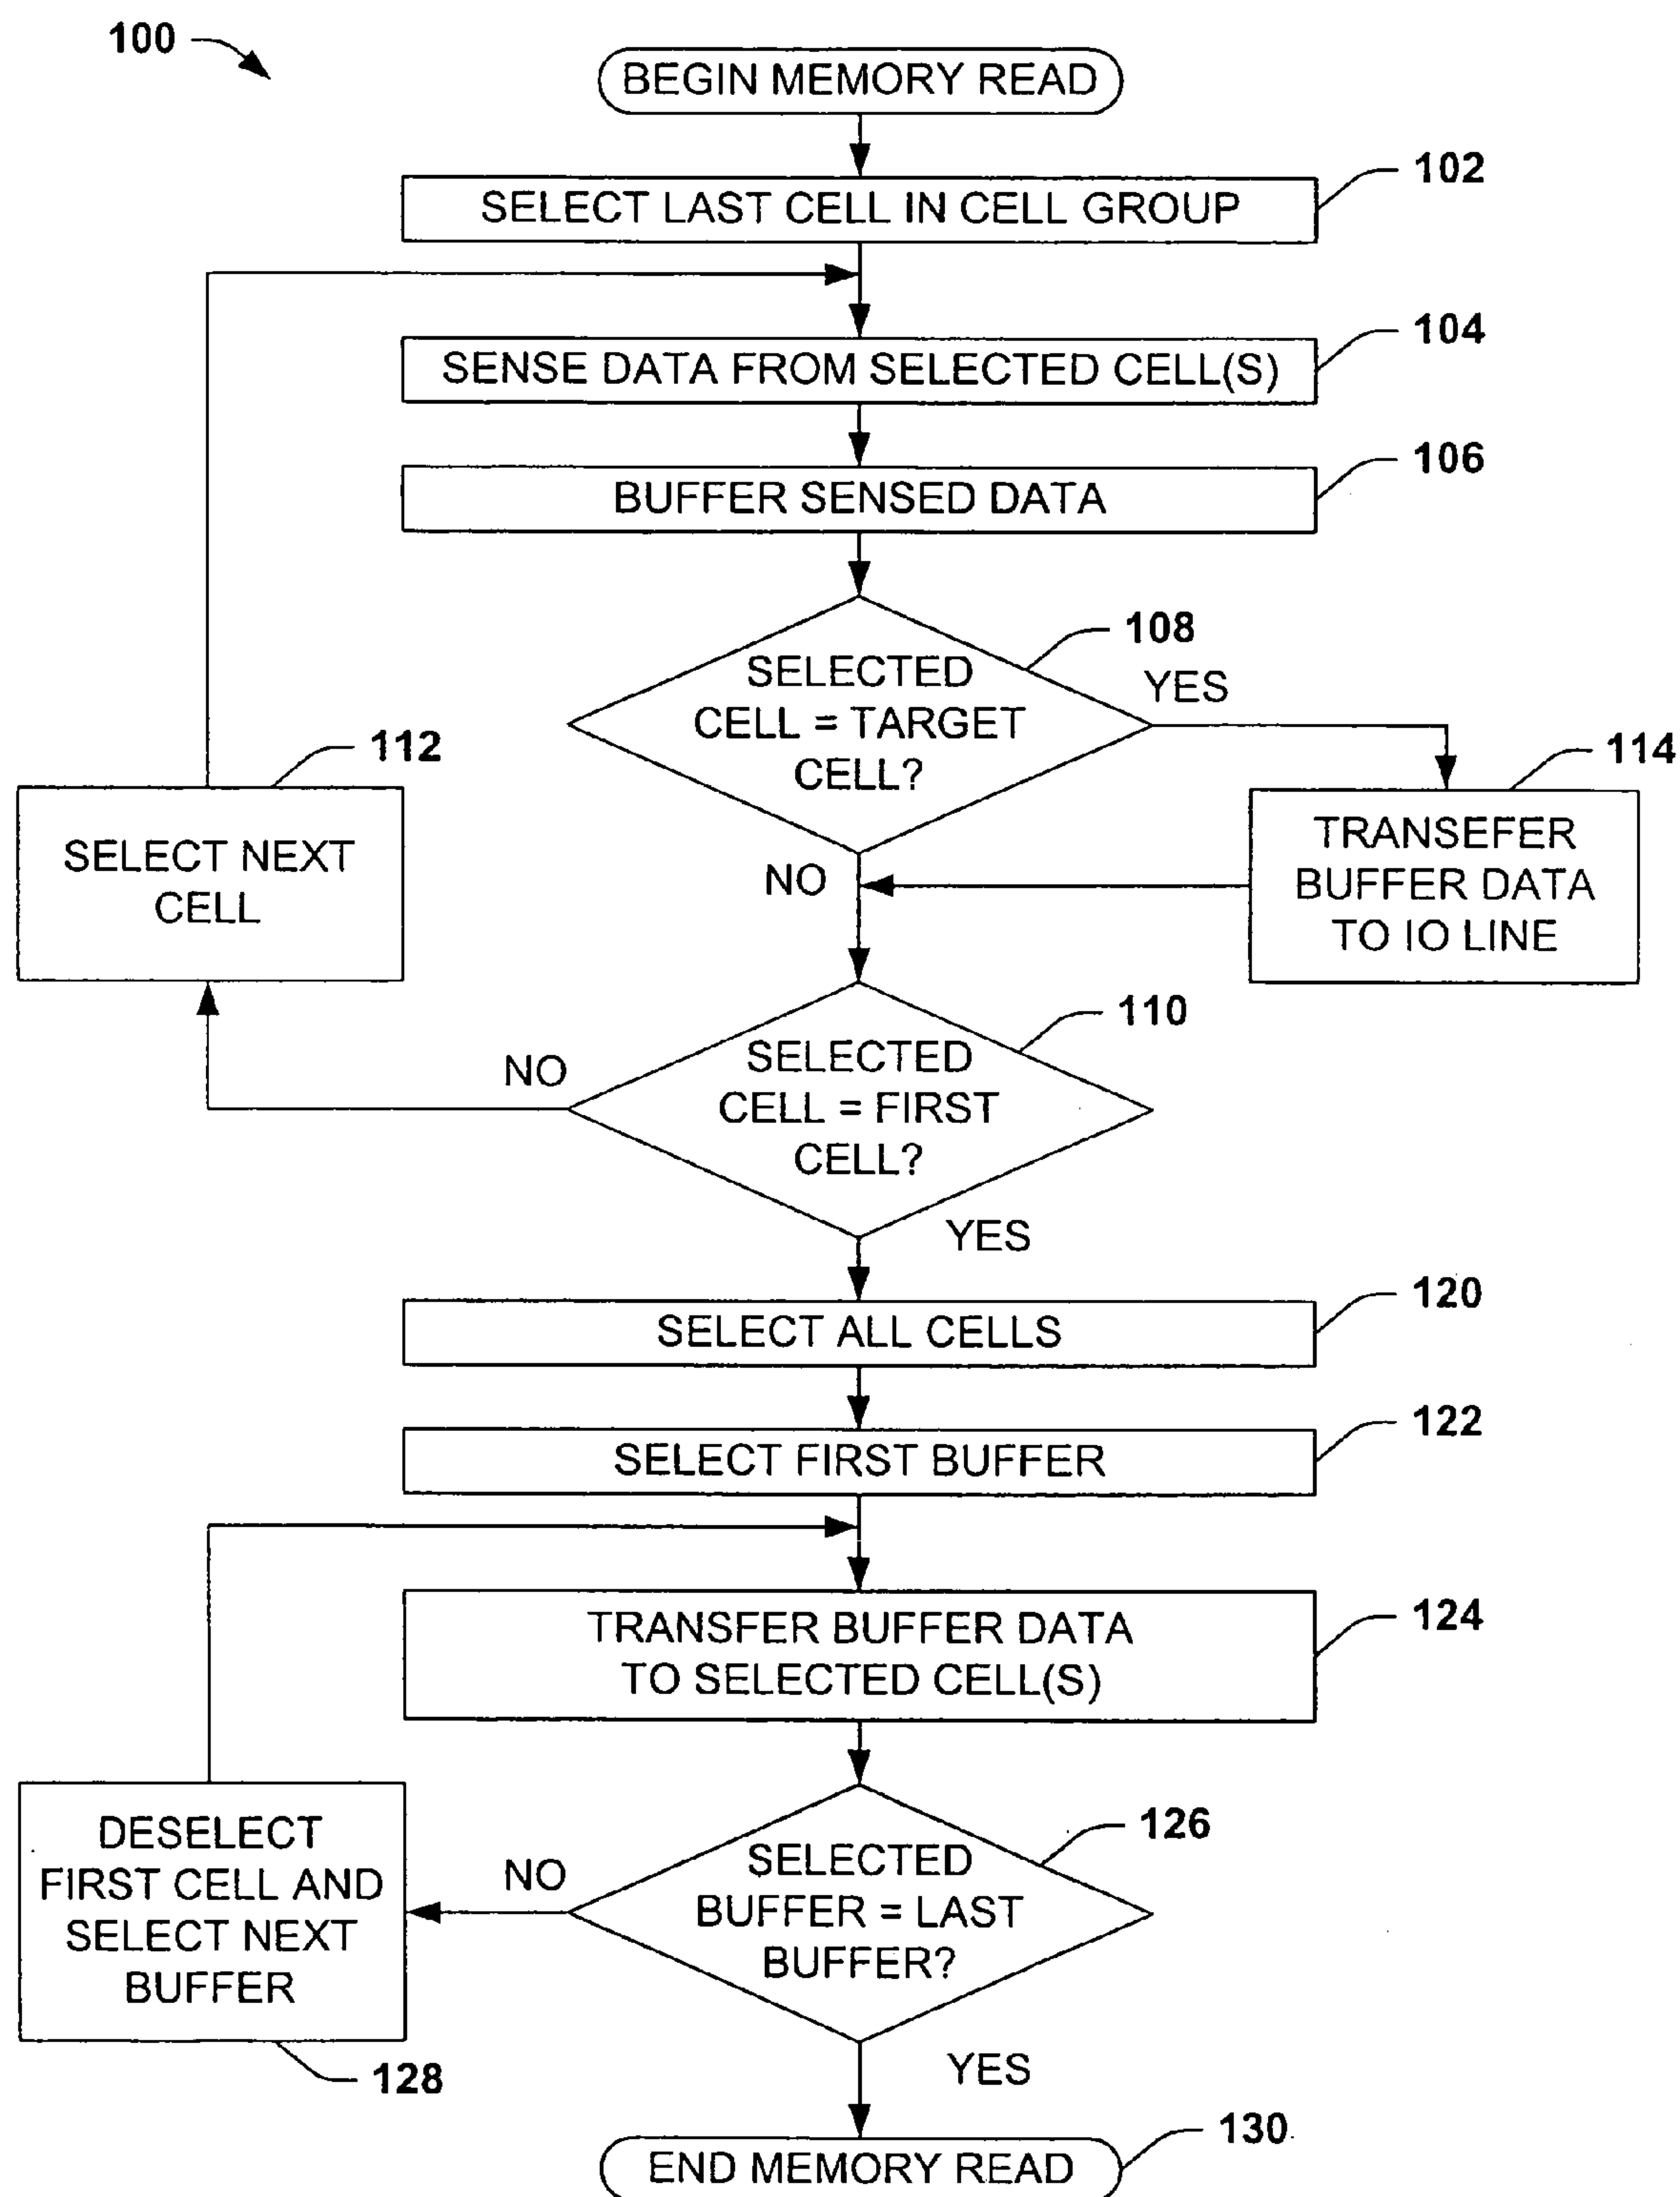 100
BEGIN MEMORY READ
102
SELECT LAST CELL IN CELL GROUP
104
SENSE DATA FROM SELECTED CELL(S)
106
BUFFER SENSED DATA
108
SELECTED
CELL = TARGET
CELL?
YES
112
SELECT NEXT
CELL
114
TRANSEFER
BUFFER DATA
TO IO LINE
NO
110
SELECTED
CELL = FIRST
CELL?
NO
YES
120
SELECT ALL CELLS
122
SELECT FIRST BUFFER
124
TRANSFER BUFFER DATA
TO SELECTED CELL(S)
126
SELECTED
BUFFER = LAST
BUFFER?
NO
DESELECT
FIRST CELL AND
SELECT NEXT
BUFFER
128
YES
130
END MEMORY READ